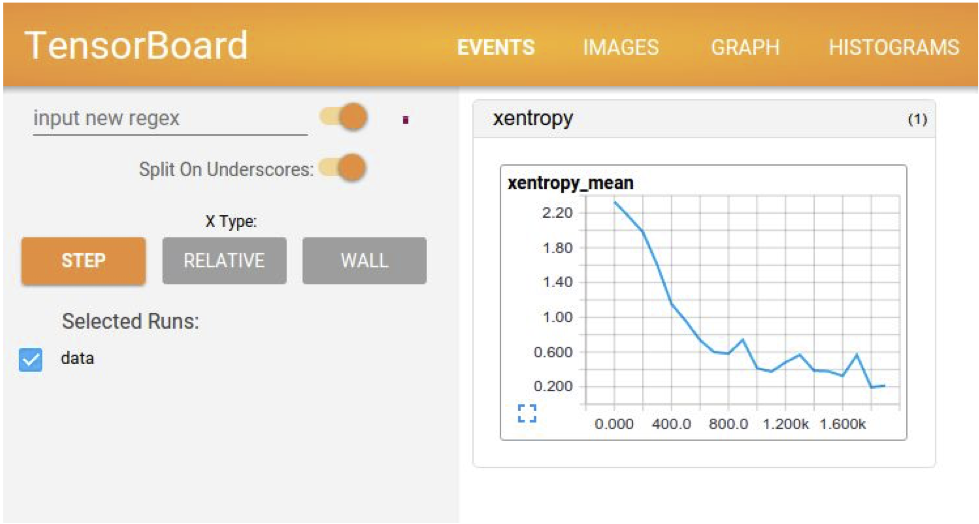 TensorBoard
EVENTS IMAGES GRAPH HISTOGRAMS
input new regex
Split On Underscores:
X Type:
STEP RELATIVE WALL
Selected Runs:
data
xentropy (1)
xentropy_mean
2.20
1.80
1.40
1.00
0.600
0.200
0.000 400.0 800.0 1.200k 1.600k